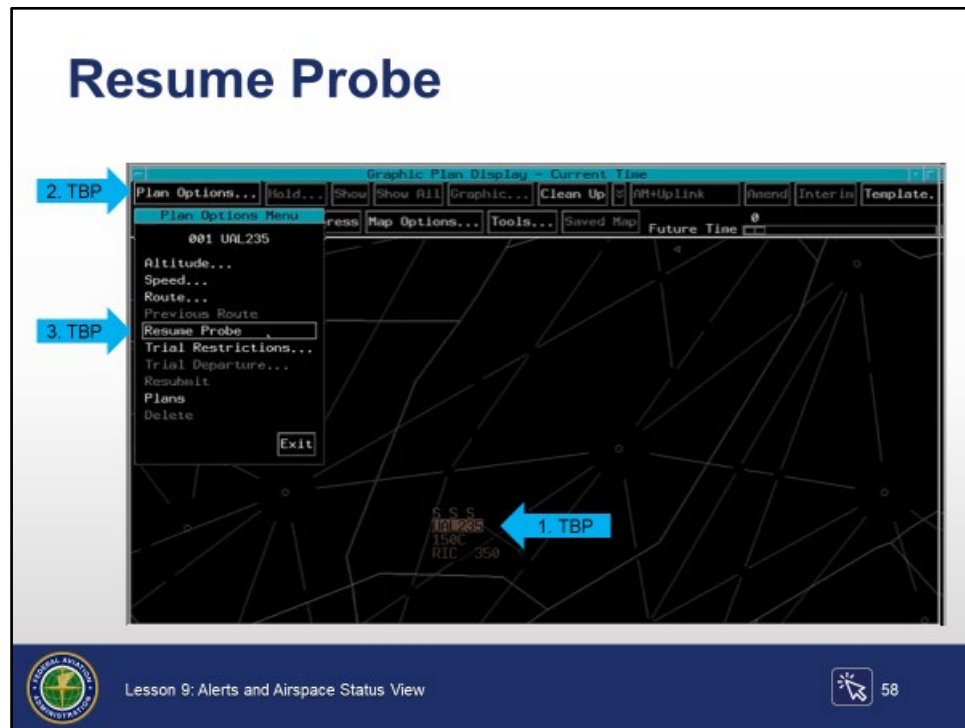 Resume Probe
Graphic Plan Display - Current Time
2. TBP
Plan Options... Hold... Show Show All Graphic... Clean Up AM+Uplink Amend Interim Template.
Plan Options Menu
ress Map Options... Tools... Saved Map Future Time 0
001 UAL235
Altitude...
Speed...
Route...
Previous Route
3. TBP
Resume Probe
Trial Restrictions...
Trial Departure...
Resubmit
Plans
Delete
Exit
S S S
UAL235
1. TBP
150C
RIC 350
FEDERAL AVIATION ADMINISTRATION
Lesson 9: Alerts and Airspace Status View
58